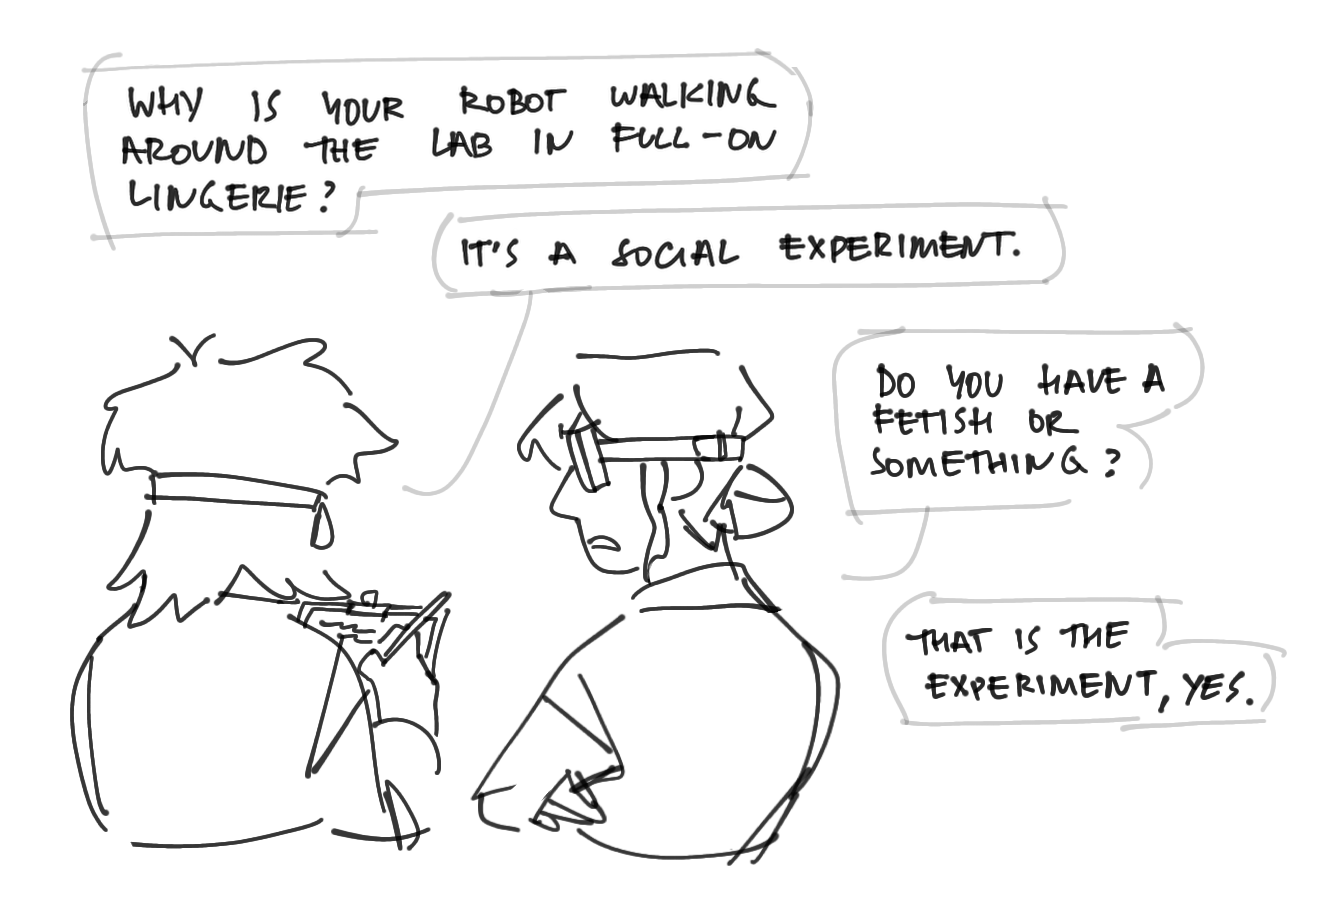 WHY IS YOUR ROBOT WALKING
AROUND THE LAB IN FULL-ON
LINGERIE?
IT'S A SOCIAL EXPERIMENT.
DO YOU HAVE A
FETISH OR
SOMETHING?
THAT IS THE
EXPERIMENT, YES.